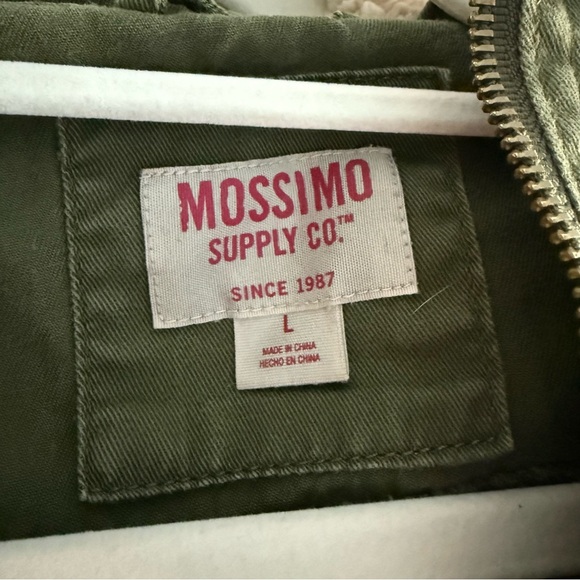 MOSSIMO
SUPPLY CO.™
SINCE 1987
L
MADE IN CHINA
HECHO EN CHINA